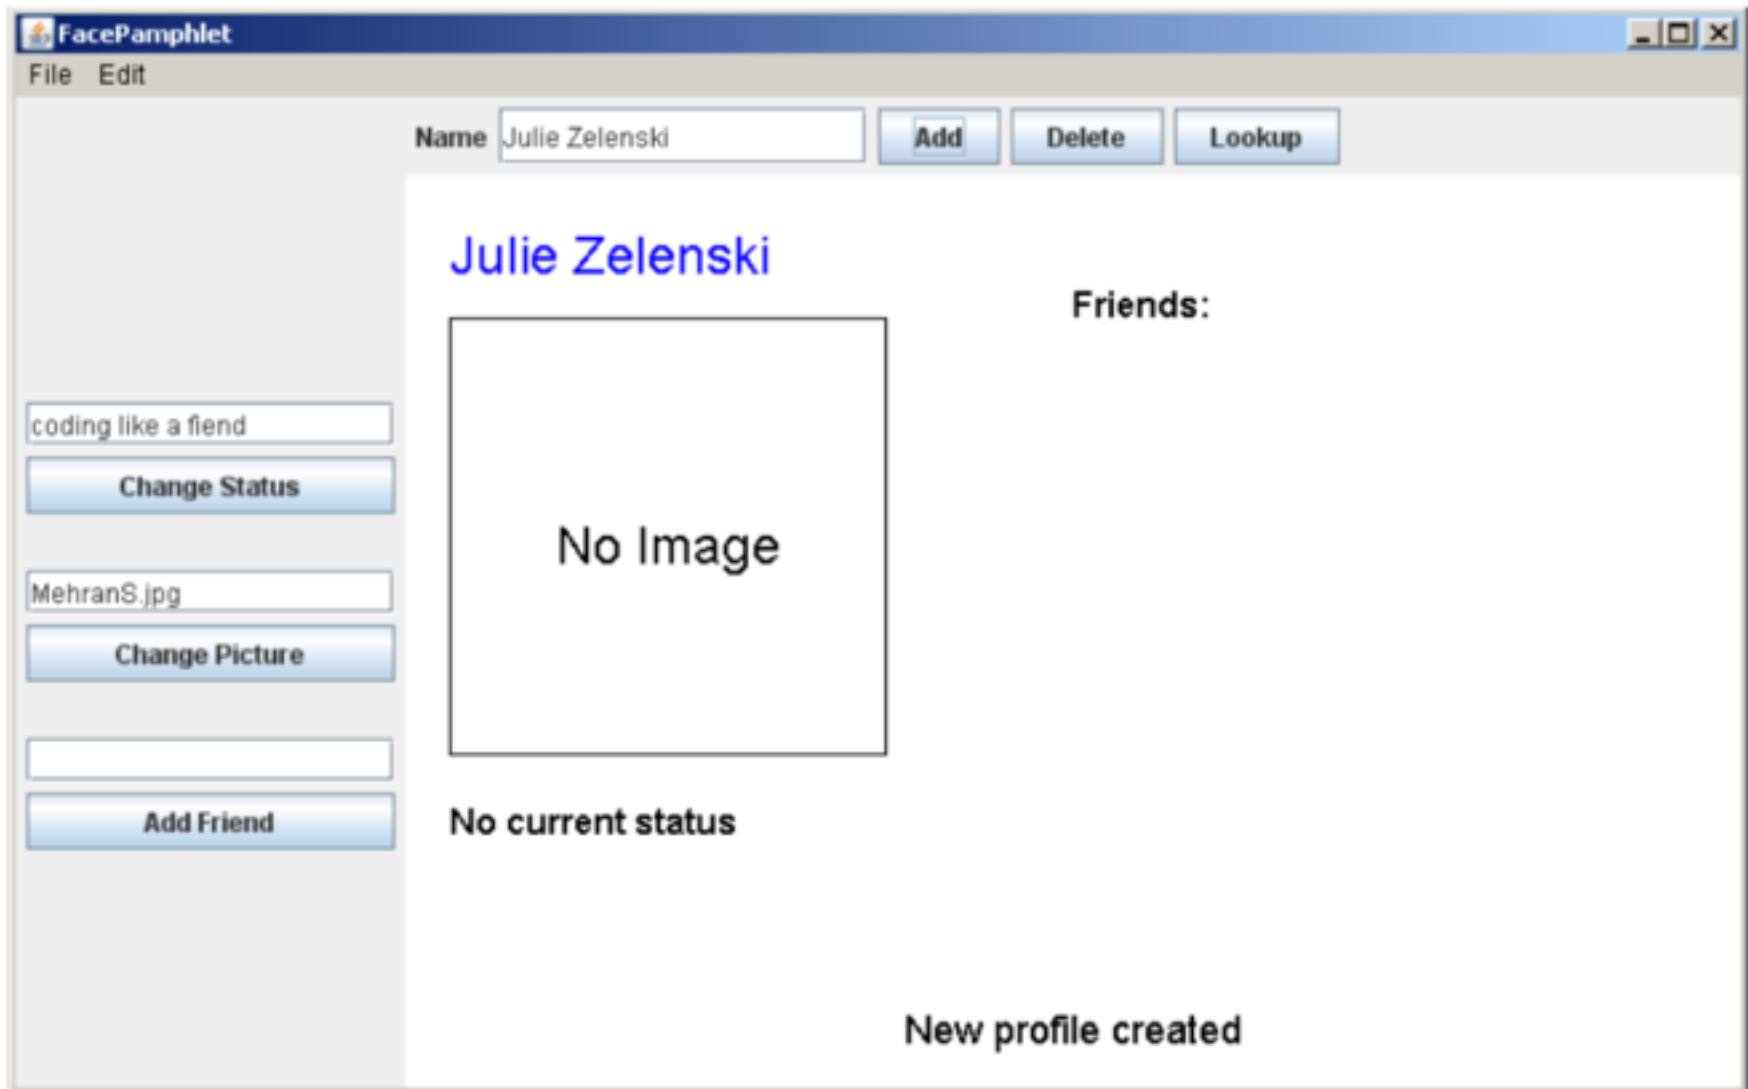 FacePamphlet
File Edit
Name Julie Zelenski Add Delete Lookup
Julie Zelenski
Friends:
coding like a fiend
Change Status
No Image
MehranS.jpg
Change Picture
Add Friend
No current status
New profile created